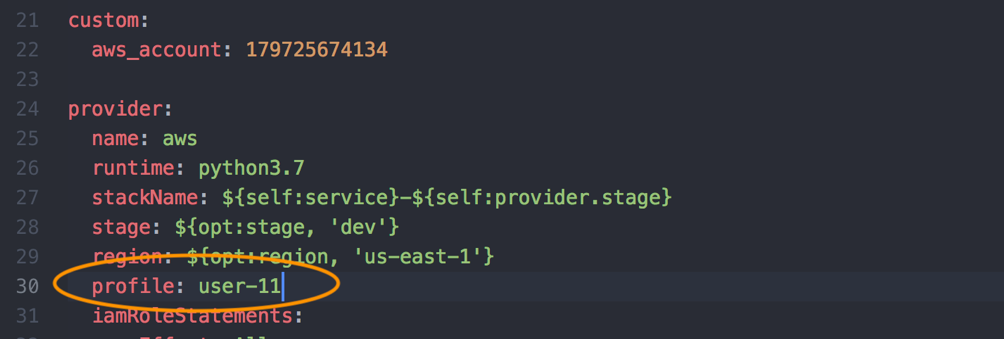 21 custom:
22 aws_account: 179725674134
23
24 provider:
25 name: aws
26 runtime: python3.7
27 stackName: ${self:service}-${self:provider.stage}
28 stage: ${opt:stage, 'dev'}
29 region: ${opt:region, 'us-east-1'}
30 profile: user-11
31 iamRoleStatements: